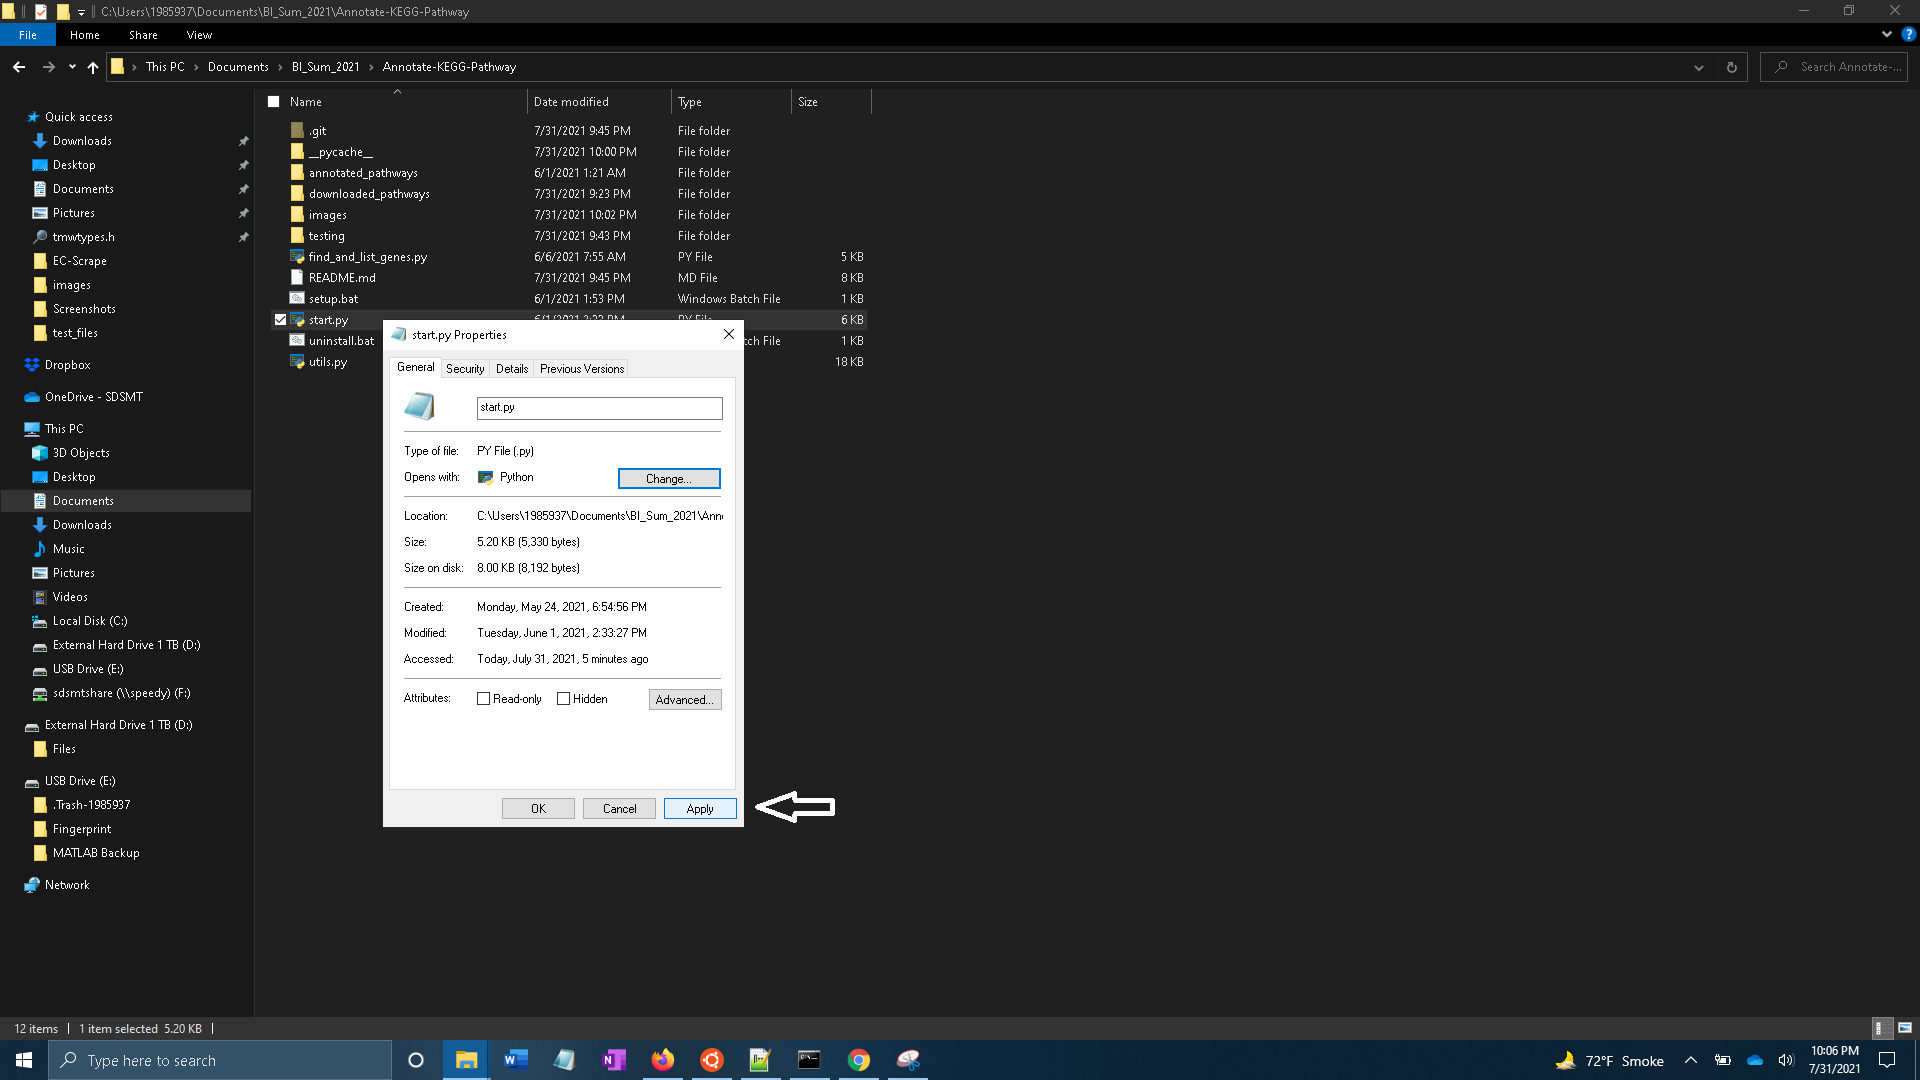 C:\Users\1985937\Documents\BI_Sum_2021\Annotate-KEGG-Pathway
File Home Share View
This PC Documents BI_Sum_2021 Annotate-KEGG-Pathway
Search Annotate-...
Name Date modified Type Size
.git 7/31/2021 9:45 PM File folder
__pycache__ 7/31/2021 10:00 PM File folder
annotated_pathways 6/1/2021 1:21 AM File folder
downloaded_pathways 7/31/2021 9:23 PM File folder
images 7/31/2021 10:02 PM File folder
testing 7/31/2021 9:43 PM File folder
find_and_list_genes.py 6/6/2021 7:55 AM PY File 5 KB
README.md 7/31/2021 9:45 PM MD File 8 KB
setup.bat 6/1/2021 1:53 PM Windows Batch File 1 KB
start.py 6/1/2021 2:33 PM PY File 6 KB
uninstall.bat tch File 1 KB
utils.py 18 KB
Quick access
Downloads
Desktop
Documents
Pictures
tmwtypes.h
EC-Scrape
images
Screenshots
test_files
Dropbox
OneDrive - SDSMT
This PC
3D Objects
Desktop
Documents
Downloads
Music
Pictures
Videos
Local Disk (C:)
External Hard Drive 1 TB (D:)
USB Drive (E:)
sdsmtshare (\\speedy) (F:)
External Hard Drive 1 TB (D:)
Files
USB Drive (E:)
.Trash-1985937
Fingerprint
MATLAB Backup
Network
start.py Properties
General Security Details Previous Versions
start.py
Type of file: PY File (.py)
Opens with: Python Change...
Location: C:\Users\1985937\Documents\BI_Sum_2021\Ann
Size: 5.20 KB (5,330 bytes)
Size on disk: 8.00 KB (8,192 bytes)
Created: Monday, May 24, 2021, 6:54:56 PM
Modified: Tuesday, June 1, 2021, 2:33:27 PM
Accessed: Today, July 31, 2021, 5 minutes ago
Attributes: Read-only Hidden Advanced...
OK Cancel Apply
12 items 1 item selected 5.20 KB
Type here to search
72°F Smoke
10:06 PM
7/31/2021